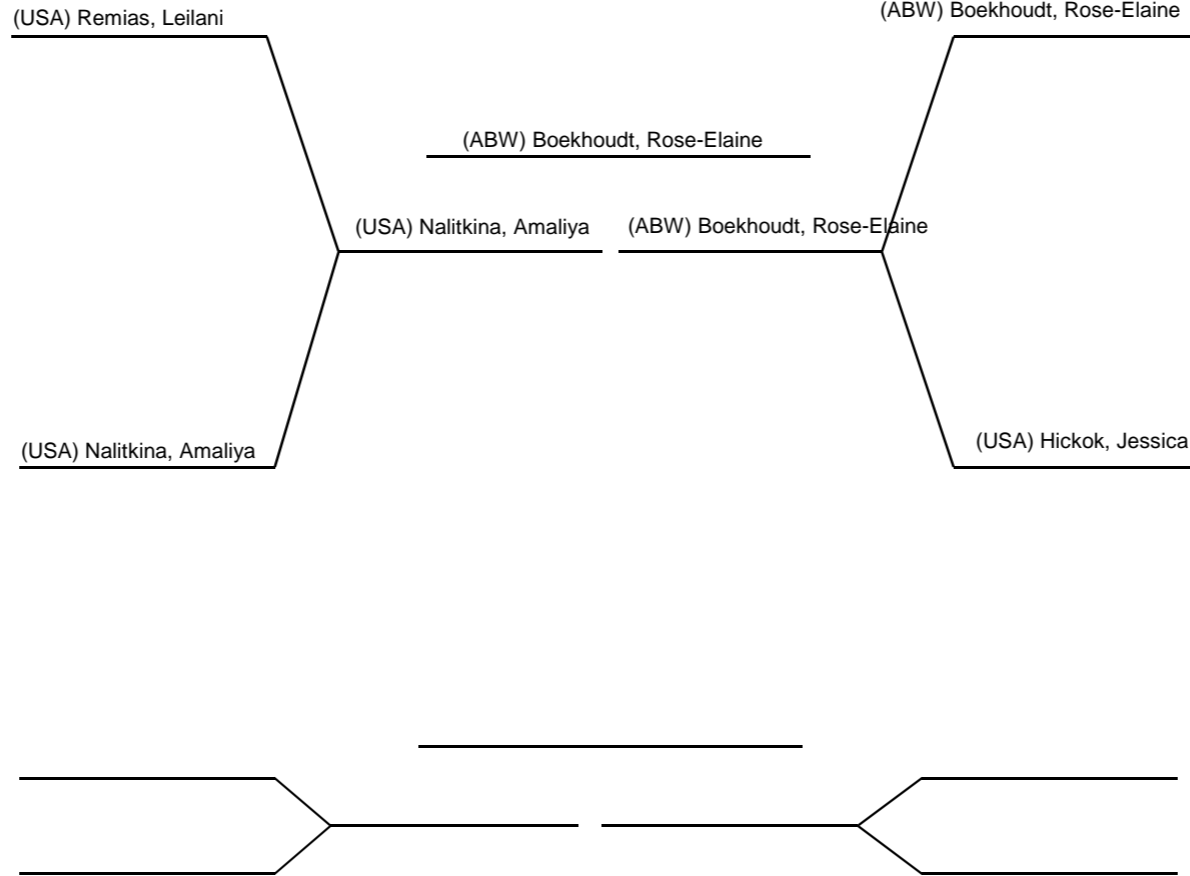 (USA) Remias, Leilani
(ABW) Boekhoudt, Rose-Elaine
(ABW) Boekhoudt, Rose-Elaine
(USA) Nalitkina, Amaliya
(ABW) Boekhoudt, Rose-Elaine
(USA) Nalitkina, Amaliya
(USA) Hickok, Jessica